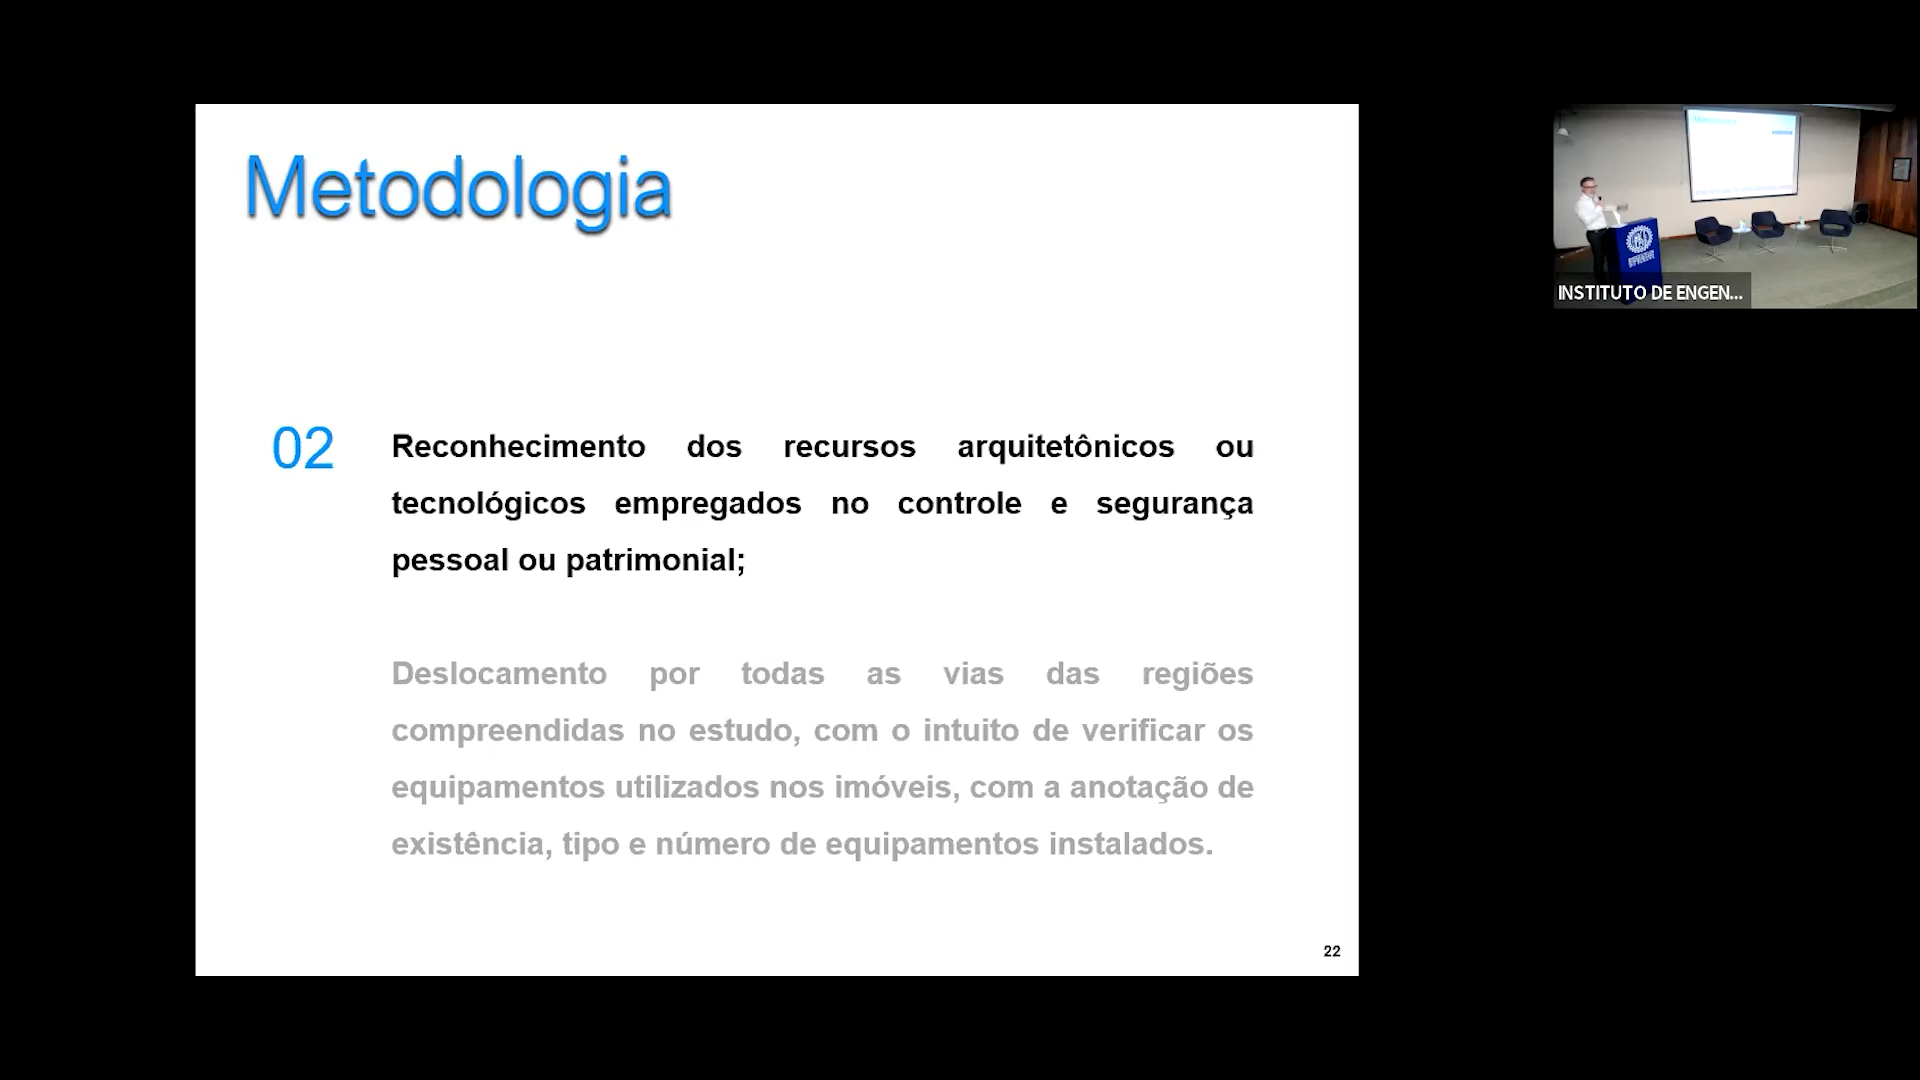 Metodologia
02
Reconhecimento dos recursos arquitetônicos ou
tecnológicos empregados no controle e segurança
pessoal ou patrimonial;
Deslocamento por todas as vias das regiões
compreendidas no estudo, com o intuito de verificar os
equipamentos utilizados nos imóveis, com a anotação de
existência, tipo e número de equipamentos instalados.
22
Metodologia
INSTITUTO DE ENGEN...